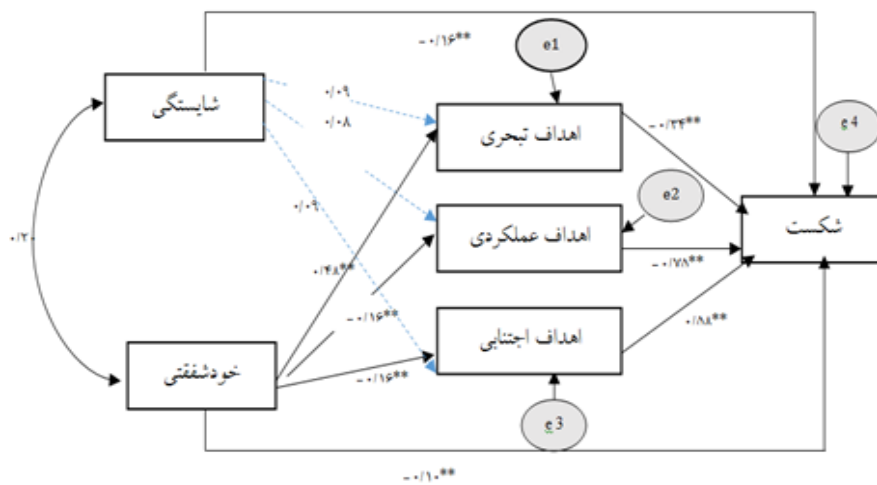 -۰/۱۶**
e1
شایستگی
۰/۰۹
۰/۰۸
اهداف تبحری
-۰/۳۴**
e4
e2
۰/۰۹
اهداف عملکردی
شکست
۰/۲۰
۰/۴۸**
-۰/۷۸**
-۰/۱۶**
اهداف اجتنابی
۰/۸۸**
خودشفقتی
-۰/۱۶**
e3
-۰/۱۰**